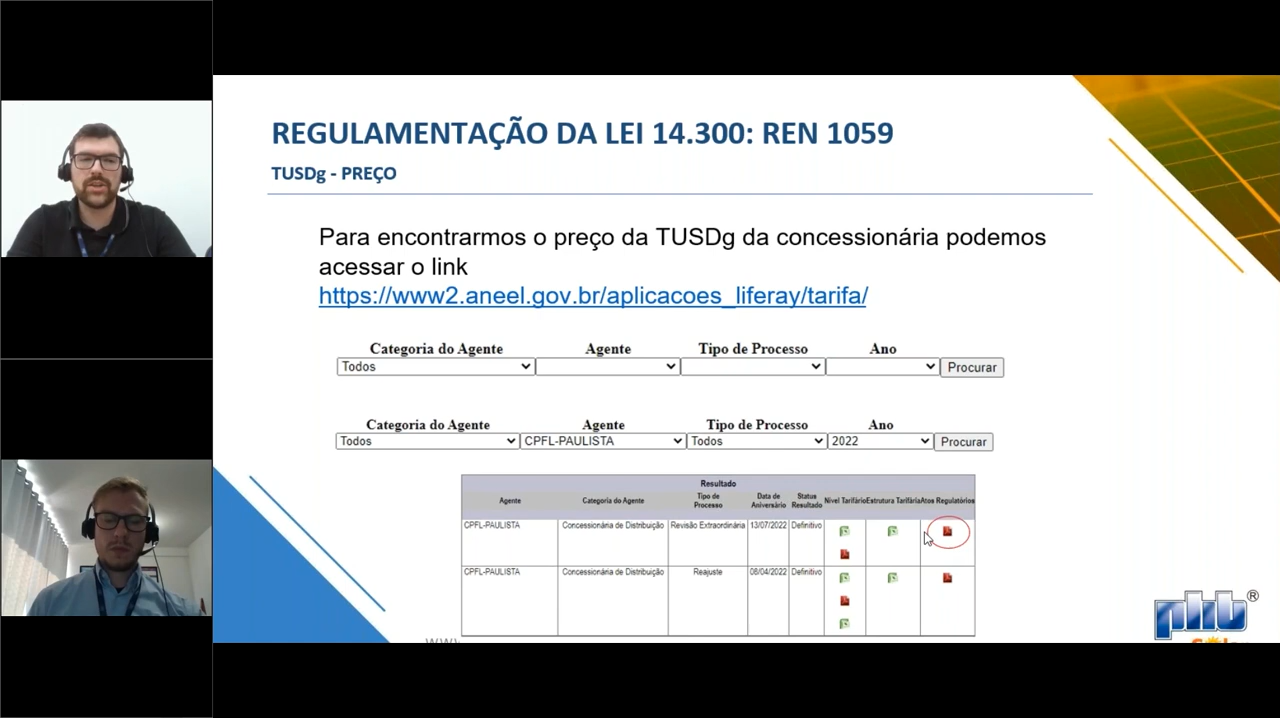 REGULAMENTAÇÃO DA LEI 14.300: REN 1059
TUSDg - PREÇO
Para encontrarmos o preço da TUSDg da concessionária podemos
acessar o link
https://www2.aneel.gov.br/aplicacoes_liferay/tarifa/
Categoria do Agente Agente Tipo de Processo Ano
Todos Procurar
Categoria do Agente Agente Tipo de Processo Ano
Todos CPFL-PAULISTA Todos 2022 Procurar
Resultado
Agente Categoria do Agente Tipo de Processo Data de Aniversário Status Resultado Nível Tarifário Estrutura Tarifária Atos Regulatórios
CPFL-PAULISTA Concessionária de Distribuição Revisão Extraordinária 13/07/2022 Definitivo
CPFL-PAULISTA Concessionária de Distribuição Reajuste 08/04/2022 Definitivo
phb®